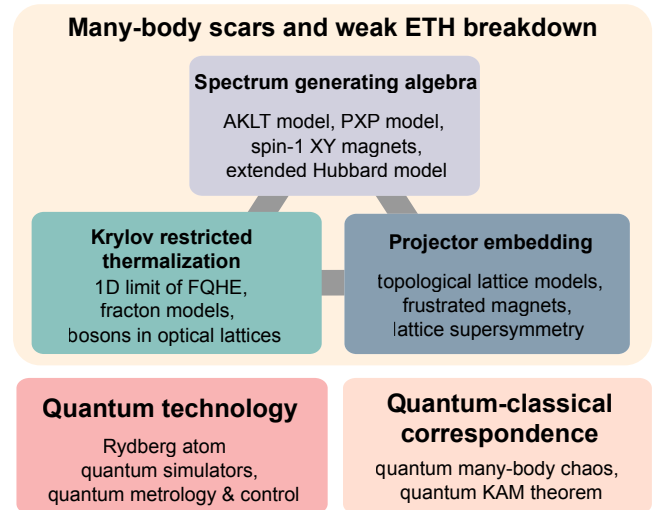 Many-body scars and weak ETH breakdown
Spectrum generating algebra
AKLT model, PXP model,
spin-1 XY magnets,
extended Hubbard model
Krylov restricted
thermalization
1D limit of FQHE,
fracton models,
bosons in optical lattices
Projector embedding
topological lattice models,
frustrated magnets,
lattice supersymmetry
Quantum technology
Rydberg atom
quantum simulators,
quantum metrology & control
Quantum-classical
correspondence
quantum many-body chaos,
quantum KAM theorem